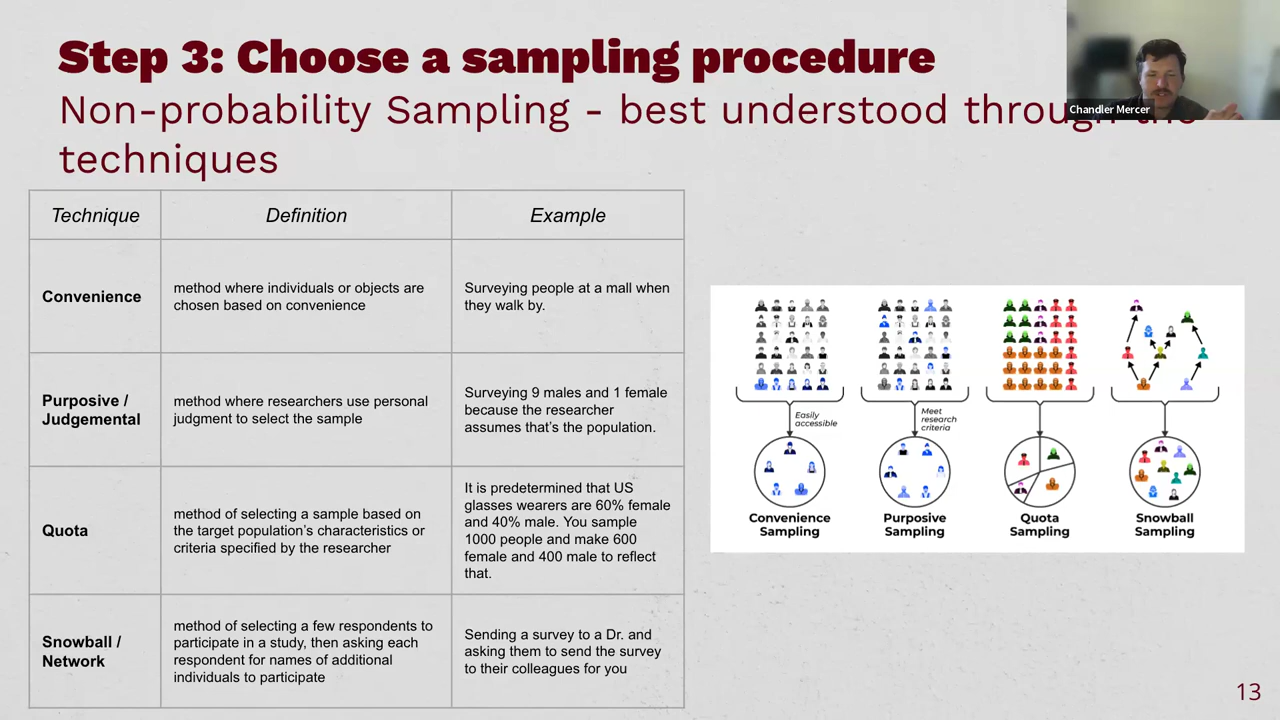 Step 3: Choose a sampling procedure
Non-probability Sampling - best understood through the
techniques
Chandler Mercer
Technique
Definition
Example
Convenience
method where individuals or objects are
chosen based on convenience
Surveying people at a mall when
they walk by.
Purposive /
Judgemental
method where researchers use personal
judgment to select the sample
Surveying 9 males and 1 female
because the researcher
assumes that's the population.
Quota
method of selecting a sample based on
the target population's characteristics or
criteria specified by the researcher
It is predetermined that US
glasses wearers are 60% female
and 40% male. You sample
1000 people and make 600
female and 400 male to reflect
that.
Snowball /
Network
method of selecting a few respondents to
participate in a study, then asking each
respondent for names of additional
individuals to participate
Sending a survey to a Dr. and
asking them to send the survey
to their colleagues for you
Easily
accessible
Meet
research
criteria
Convenience
Sampling
Purposive
Sampling
Quota
Sampling
Snowball
Sampling
13